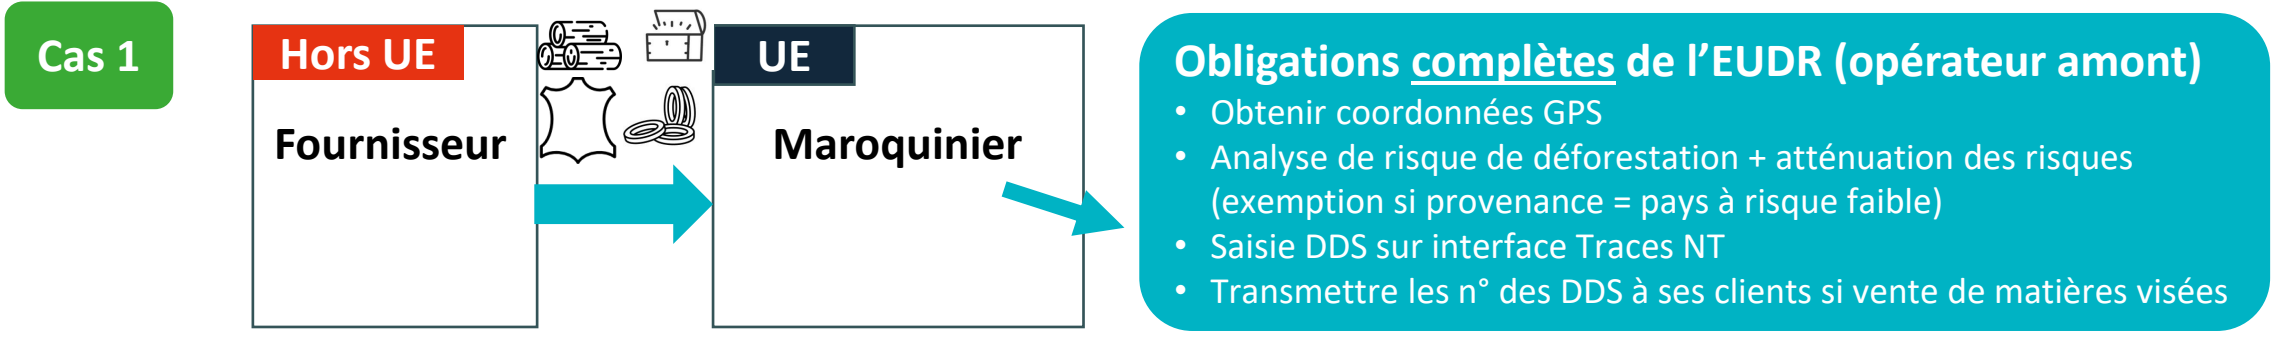 Cas 1
Hors UE
Fournisseur
UE
Maroquinier
Obligations complètes de l’EUDR (opérateur amont)
• Obtenir coordonnées GPS
• Analyse de risque de déforestation + atténuation des risques
(exemption si provenance = pays à risque faible)
• Saisie DDS sur interface Traces NT
• Transmettre les n° des DDS à ses clients si vente de matières visées